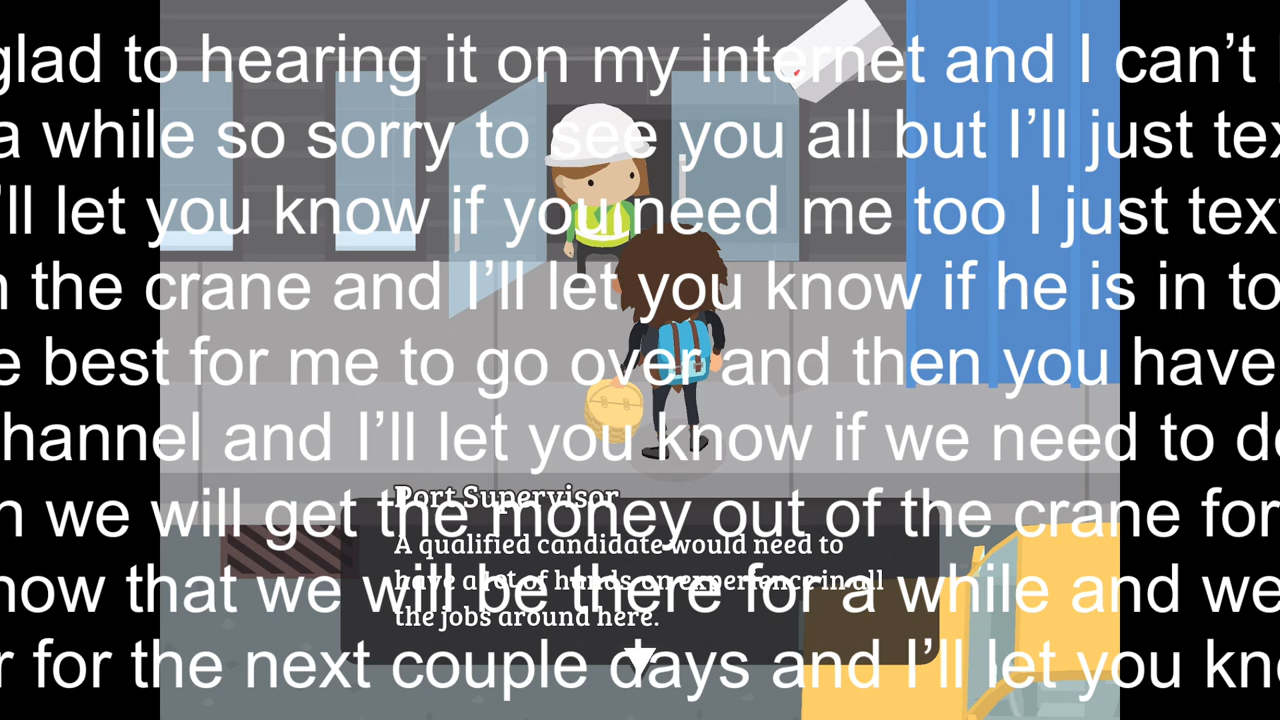 glad to hearing it on my internet and I can't
a while so sorry to see you all but I'll just tex
'll let you know if you need me too I just tex
the crane and I'll let you know if he is in to
e best for me to go over and then you have
hannel and I'll let you know if we need to do
n we will get the money out of the crane for
now that we will be there for a while and we
r for the next couple days and I'll let you kno
Port Supervisor
A qualified candidate would need to
have a lot of hands on experience in all
the jobs around here.